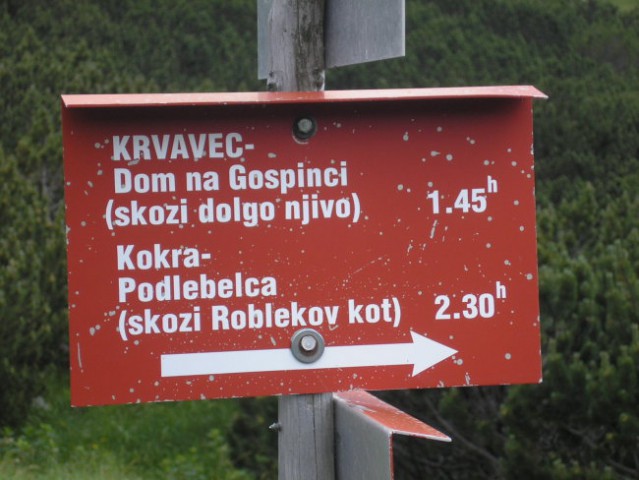 KRVAVEC-
Dom na Gospinci
(skozi dolgo njivo) 1.45h
Kokra-
Podlebelca
(skozi Roblekov kot) 2.30h